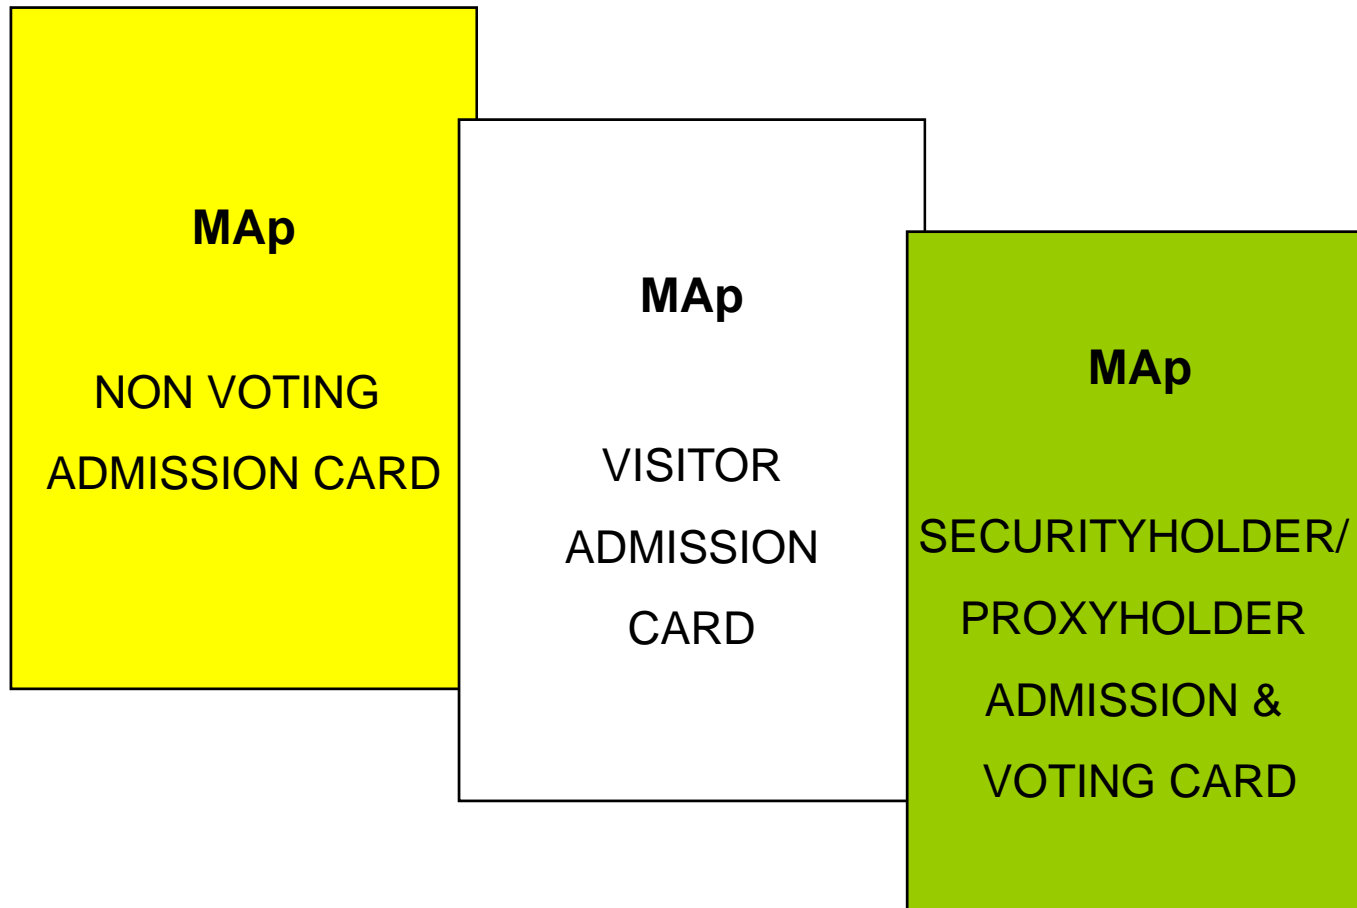 MAp
NON VOTING
ADMISSION CARD
MAp
VISITOR
ADMISSION
CARD
MAp
SECURITYHOLDER/
PROXYHOLDER
ADMISSION &
VOTING CARD